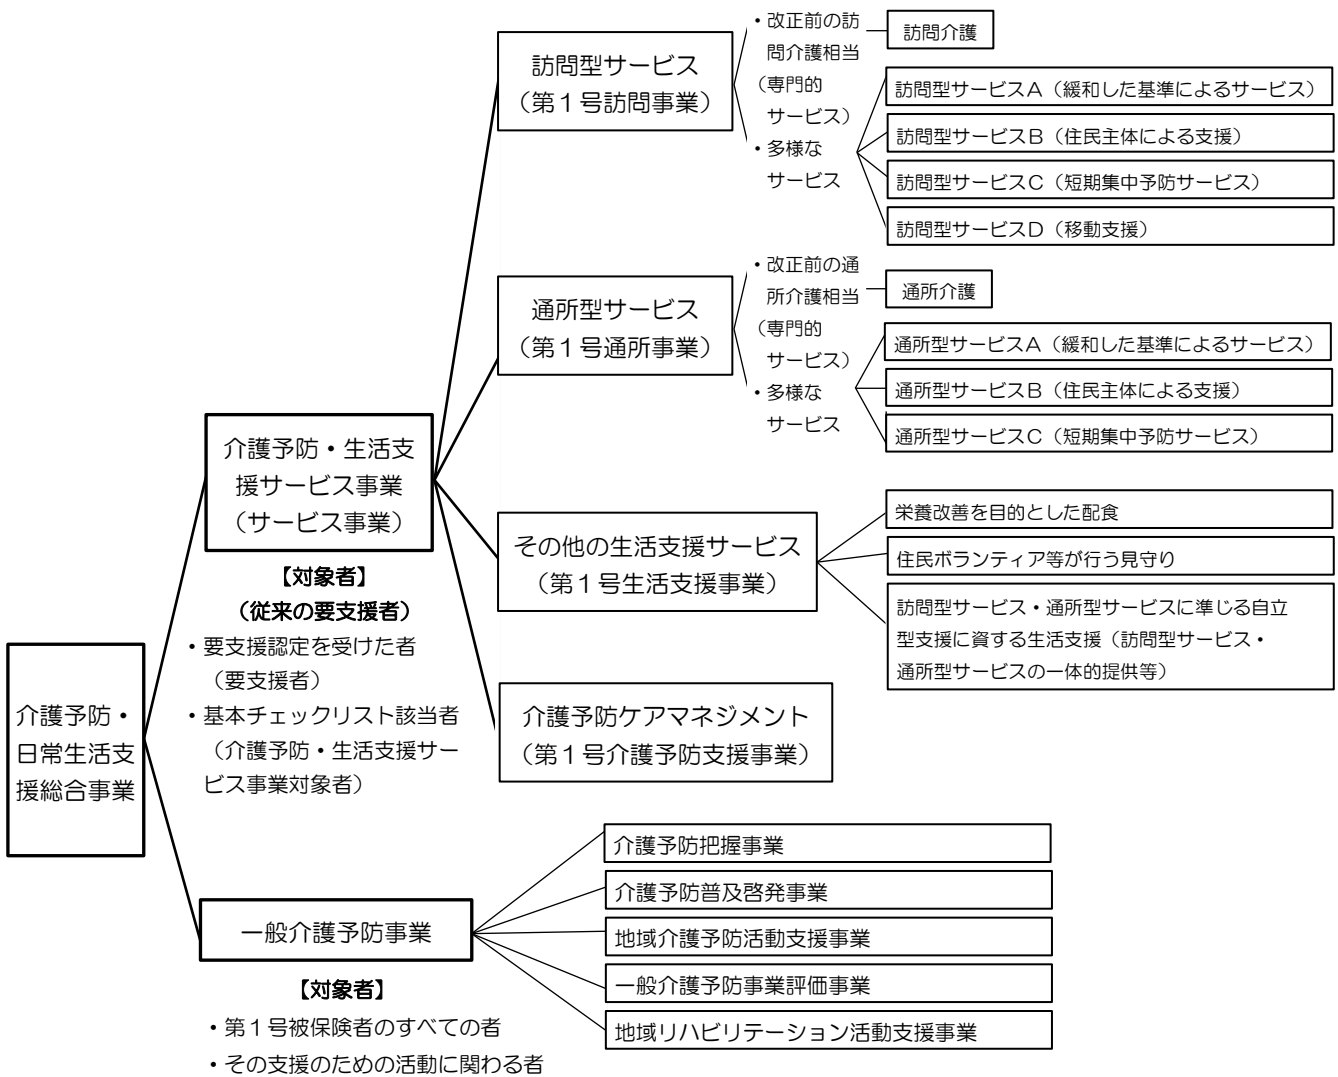 介護予防・
日常生活支
援総合事業
介護予防・生活支
援サービス事業
（サービス事業）
【対象者】
（従来の要支援者）
・要支援認定を受けた者
（要支援者）
・基本チェックリスト該当者
（介護予防・生活支援サー
ビス事業対象者）
訪問型サービス
（第１号訪問事業）
・改正前の訪
問介護相当
（専門的
サービス）
・多様な
サービス
訪問介護
訪問型サービスＡ（緩和した基準によるサービス）
訪問型サービスＢ（住民主体による支援）
訪問型サービスＣ（短期集中予防サービス）
訪問型サービスＤ（移動支援）
通所型サービス
（第１号通所事業）
・改正前の通
所介護相当
（専門的
サービス）
・多様な
サービス
通所介護
通所型サービスＡ（緩和した基準によるサービス）
通所型サービスＢ（住民主体による支援）
通所型サービスＣ（短期集中予防サービス）
その他の生活支援サービス
（第１号生活支援事業）
栄養改善を目的とした配食
住民ボランティア等が行う見守り
訪問型サービス・通所型サービスに準じる自立
型支援に資する生活支援（訪問型サービス・
通所型サービスの一体的提供等）
介護予防ケアマネジメント
（第１号介護予防支援事業）
一般介護予防事業
【対象者】
・第１号被保険者のすべての者
・その支援のための活動に関わる者
介護予防把握事業
介護予防普及啓発事業
地域介護予防活動支援事業
一般介護予防事業評価事業
地域リハビリテーション活動支援事業